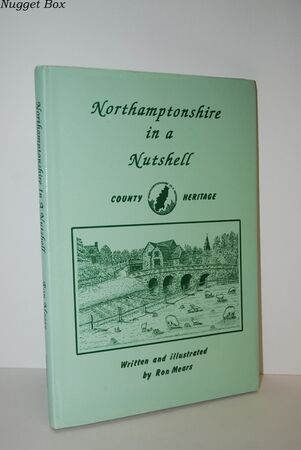 Nugget Box
Northamptonshire
in a
Nutshell
COUNTY HERITAGE
Written and illustrated
by Ron Mears
Northamptonshire In A Nutshell Ron Mears